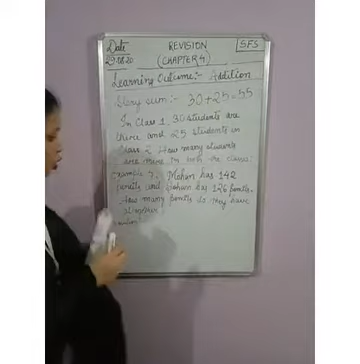 Date
29.08.20
REVISION
(CHAPTER 4)
SFS
Learning Outcome:- Addition
Story sum:- 30+25=55
In Class 1, 30 students are
there and 25 students in
Class 2. How many students
are there in both the classes.
Example 2. Mohan has 142
pencils and Rohan has 126 pencils.
How many pencils do they have
altogether